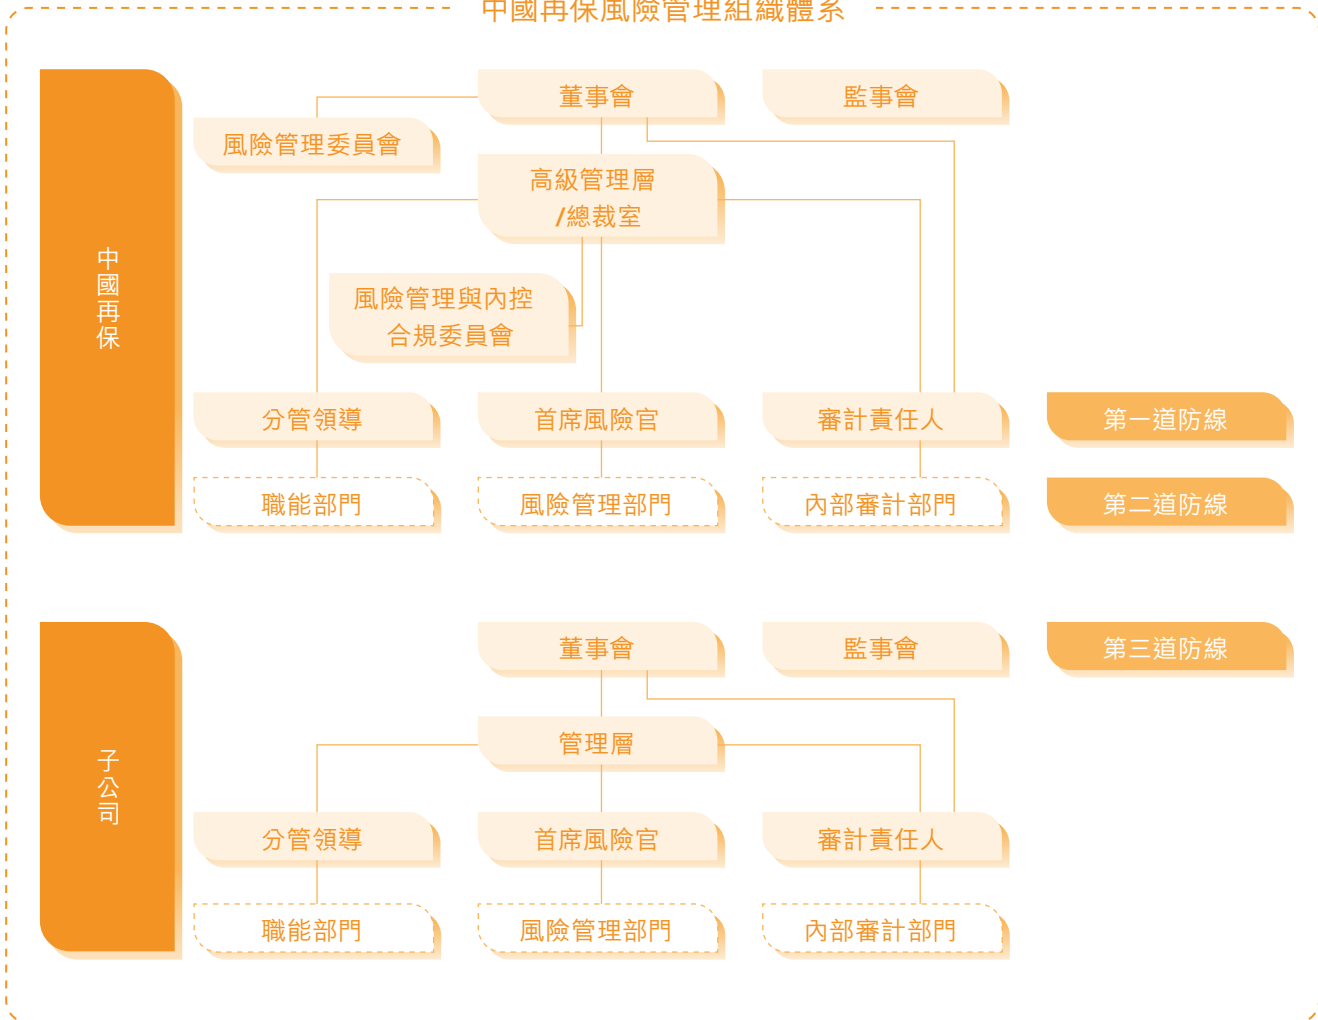 中國再保風險管理組織體系
中國再保
董事會
監事會
風險管理委員會
高級管理層
/總裁室
風險管理與內控
合規委員會
分管領導
首席風險官
審計責任人
第一道防線
職能部門
風險管理部門
內部審計部門
第二道防線
子公司
董事會
監事會
第三道防線
管理層
分管領導
首席風險官
審計責任人
職能部門
風險管理部門
內部審計部門